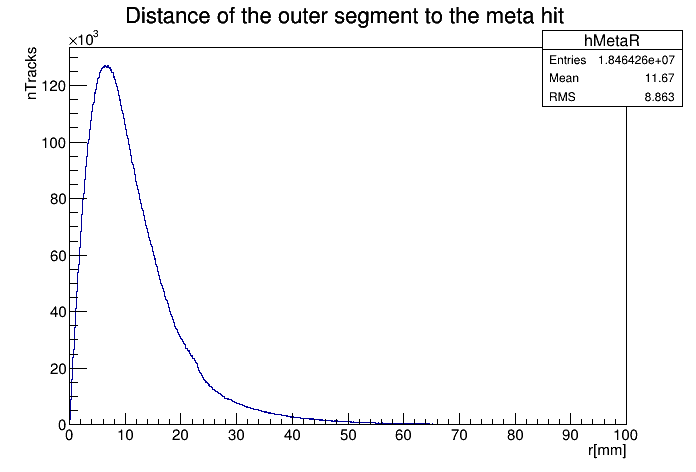 Distance of the outer segment to the meta hit
×10³
hMetaR
Entries 1.846426e+07
Mean 11.67
RMS 8.863
nTracks
120
100
80
60
40
20
0
0 10 20 30 40 50 60 70 80 90 100
r[mm]